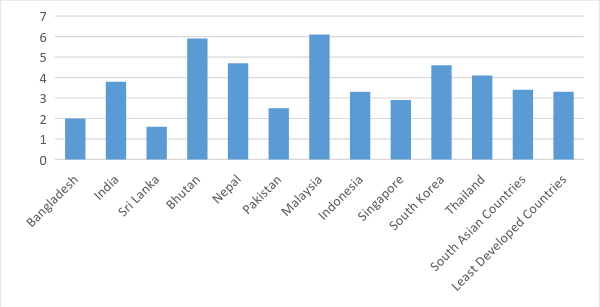 7
6
5
4
3
2
1
0
Bangladesh
India
Sri Lanka
Bhutan
Nepal
Pakistan
Malaysia
Indonesia
Singapore
South Korea
Thailand
South Asian Countries
Least Developed Countries